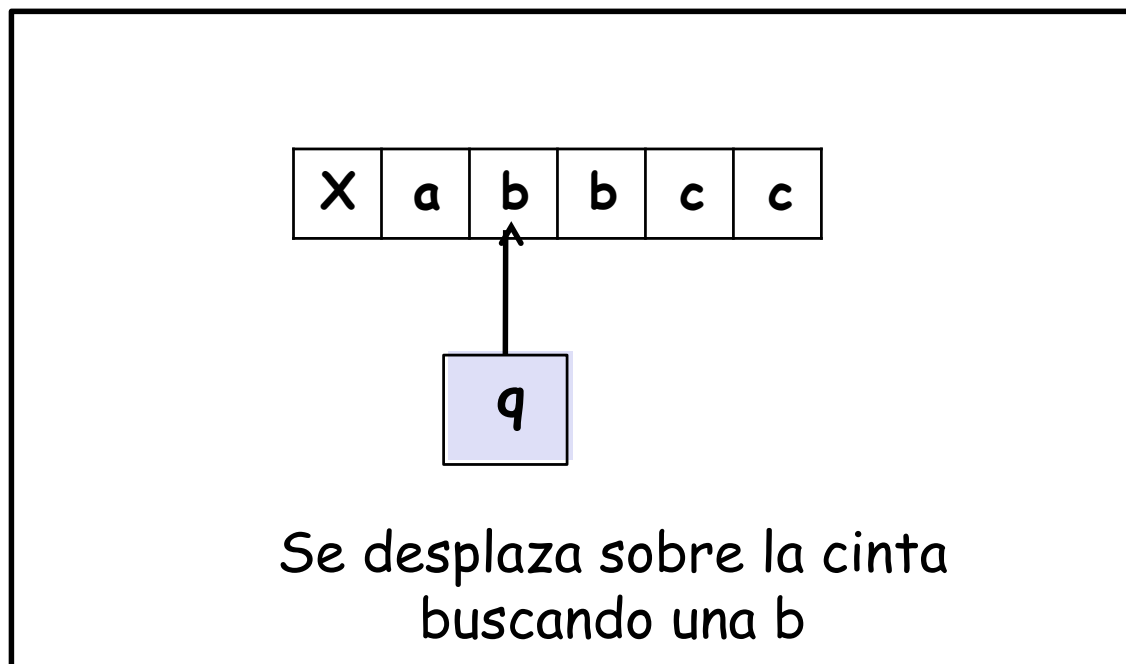 X a b b c c
q
Se desplaza sobre la cinta
buscando una b